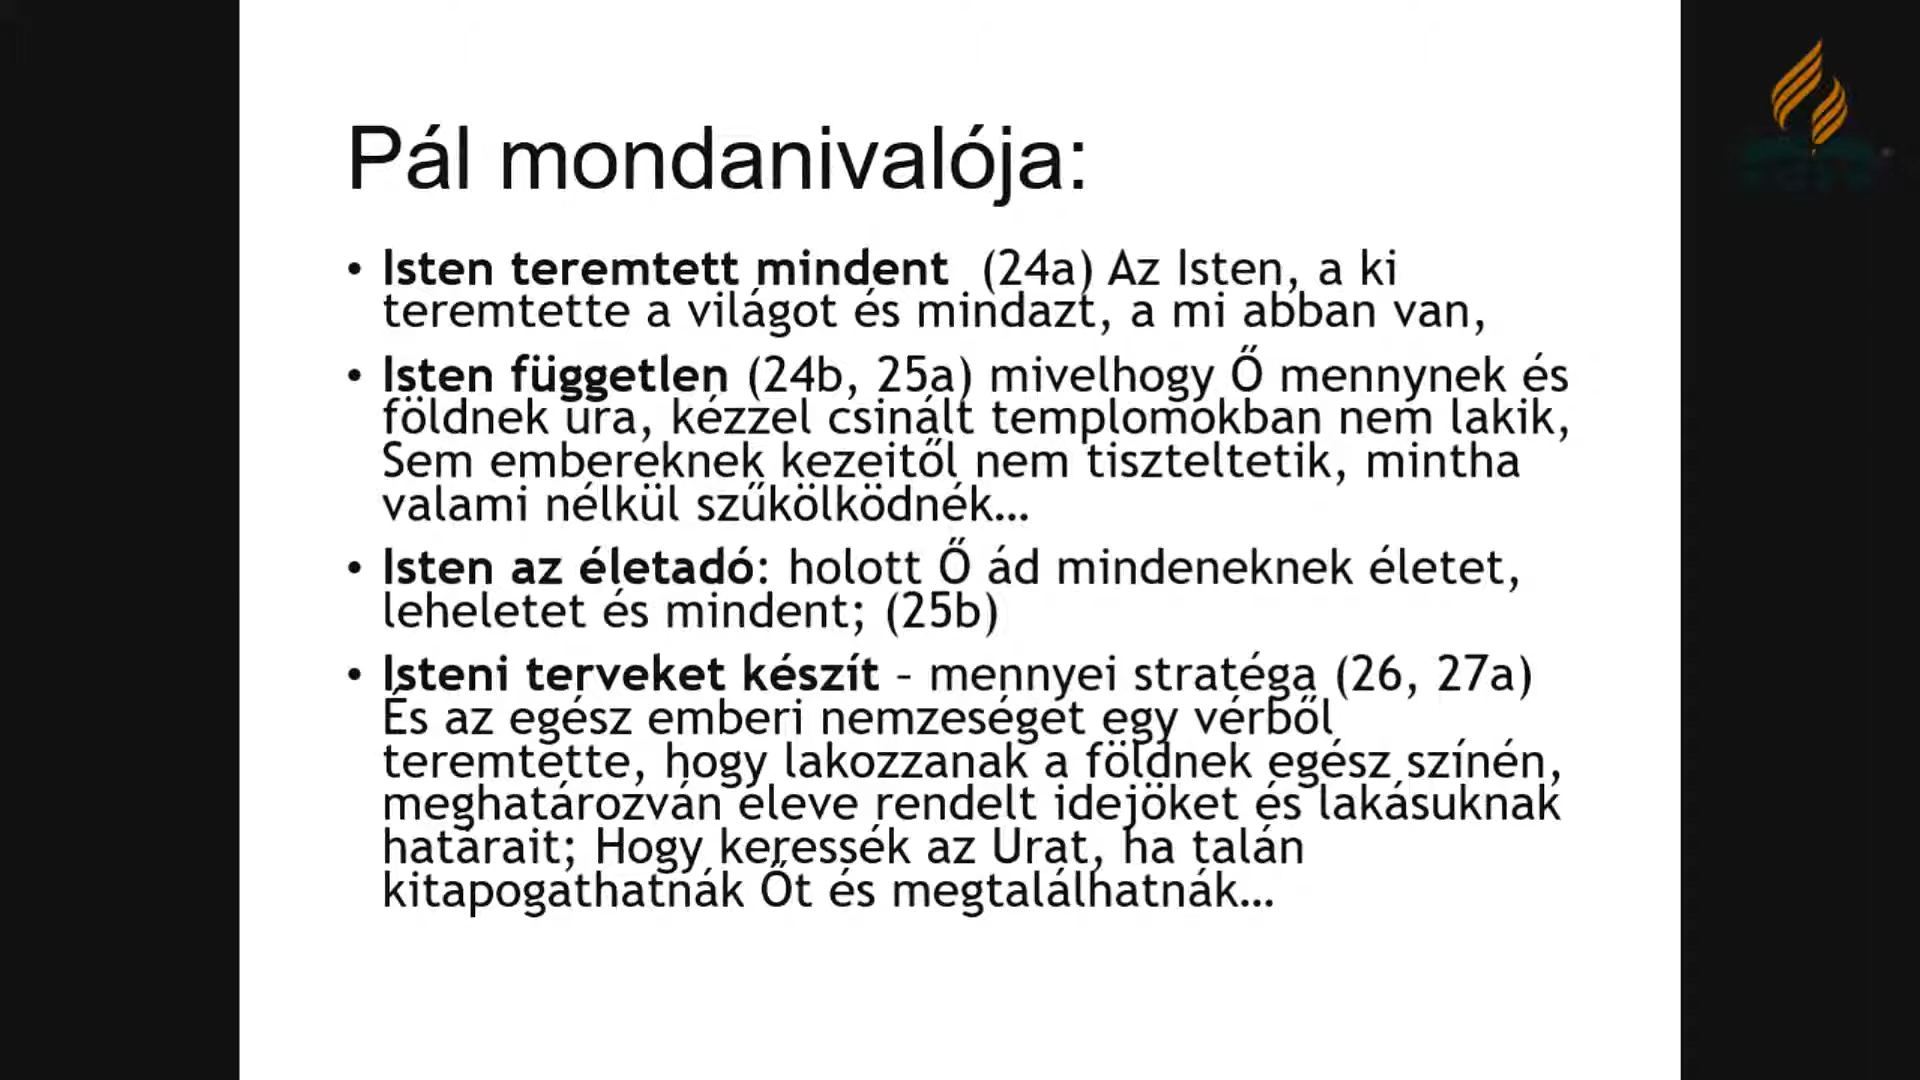 Pál mondanivalója:
• Isten teremtett mindent (24a) Az Isten, a ki
teremtette a világot és mindazt, a mi abban van,
• Isten független (24b, 25a) mivelhogy Ő mennynek és
földnek ura, kézzel csinált templomokban nem lakik,
Sem embereknek kezeitől nem tiszteltetik, mintha
valami nélkül szűkölködnék…
• Isten az életadó: holott Ő ád mindeneknek életet,
leheletet és mindent; (25b)
• Isteni terveket készít – mennyei stratéga (26, 27a)
És az egész emberi nemzeséget egy vérből
teremtette, hogy lakozzanak a földnek egész színén,
meghatározván eleve rendelt idejöket és lakásuknak
határait; Hogy keressék az Urat, ha talán
kitapogathatnák Őt és megtalálhatnák…